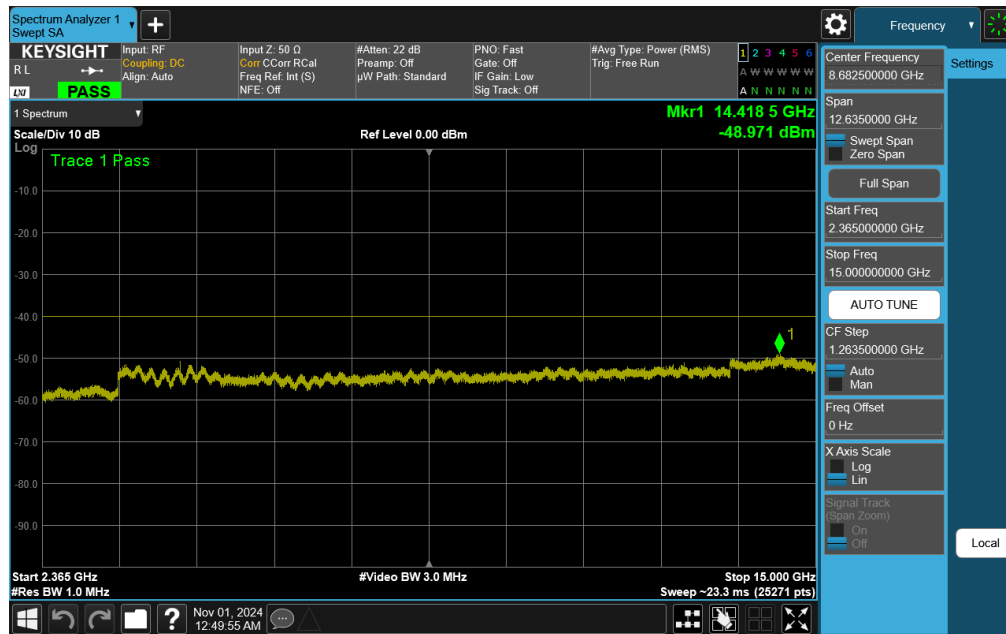 Spectrum Analyzer 1
Swept SA
Frequency
KEYSIGHT
R L
LXI
PASS
Input: RF
Coupling: DC
Align: Auto
Input Z: 50 Ω
Corr CCorr RCal
Freq Ref: Int (S)
NFE: Off
#Atten: 22 dB
Preamp: Off
µW Path: Standard
PNO: Fast
Gate: Off
IF Gain: Low
Sig Track: Off
#Avg Type: Power (RMS)
Trig: Free Run
1 2 3 4 5 6
A W W W W W
A N N N N N
1 Spectrum
Scale/Div 10 dB
Ref Level 0.00 dBm
Mkr1 14.418 5 GHz
-48.971 dBm
Log
Trace 1 Pass
-10.0
-20.0
-30.0
-40.0
1
-50.0
-60.0
-70.0
-80.0
-90.0
Start 2.365 GHz
#Video BW 3.0 MHz
Stop 15.000 GHz
#Res BW 1.0 MHz
Sweep ~23.3 ms (25271 pts)
Center Frequency
8.682500000 GHz
Span
12.6350000 GHz
Swept Span
Zero Span
Full Span
Start Freq
2.365000000 GHz
Stop Freq
15.000000000 GHz
AUTO TUNE
CF Step
1.263500000 GHz
Auto
Man
Freq Offset
0 Hz
X Axis Scale
Log
Lin
Signal Track
(Span Zoom)
On
Off
Settings
Local
?
Nov 01, 2024
12:49:55 AM